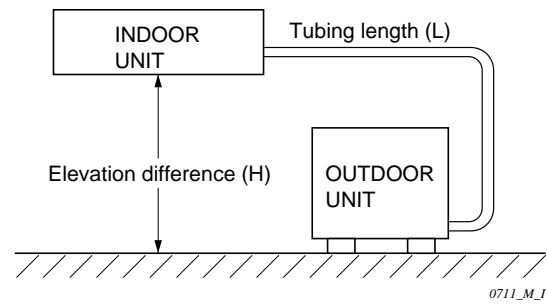 INDOOR
UNIT
Tubing length (L)
Elevation difference (H)
OUTDOOR
UNIT
0711_M_I